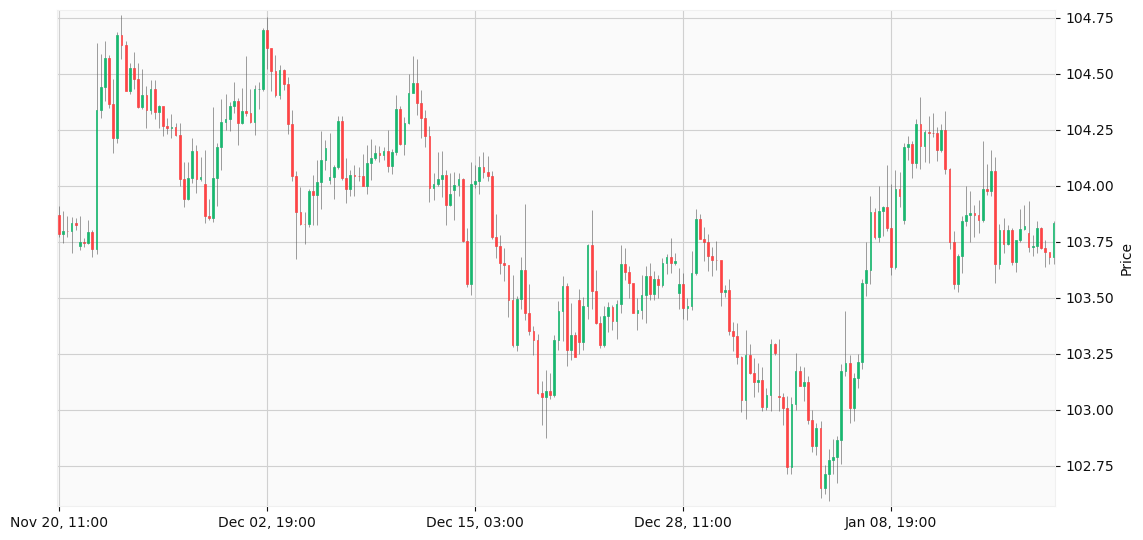 104.75
104.50
104.25
104.00
103.75
103.50
103.25
103.00
102.75
Price
Nov 20, 11:00
Dec 02, 19:00
Dec 15, 03:00
Dec 28, 11:00
Jan 08, 19:00